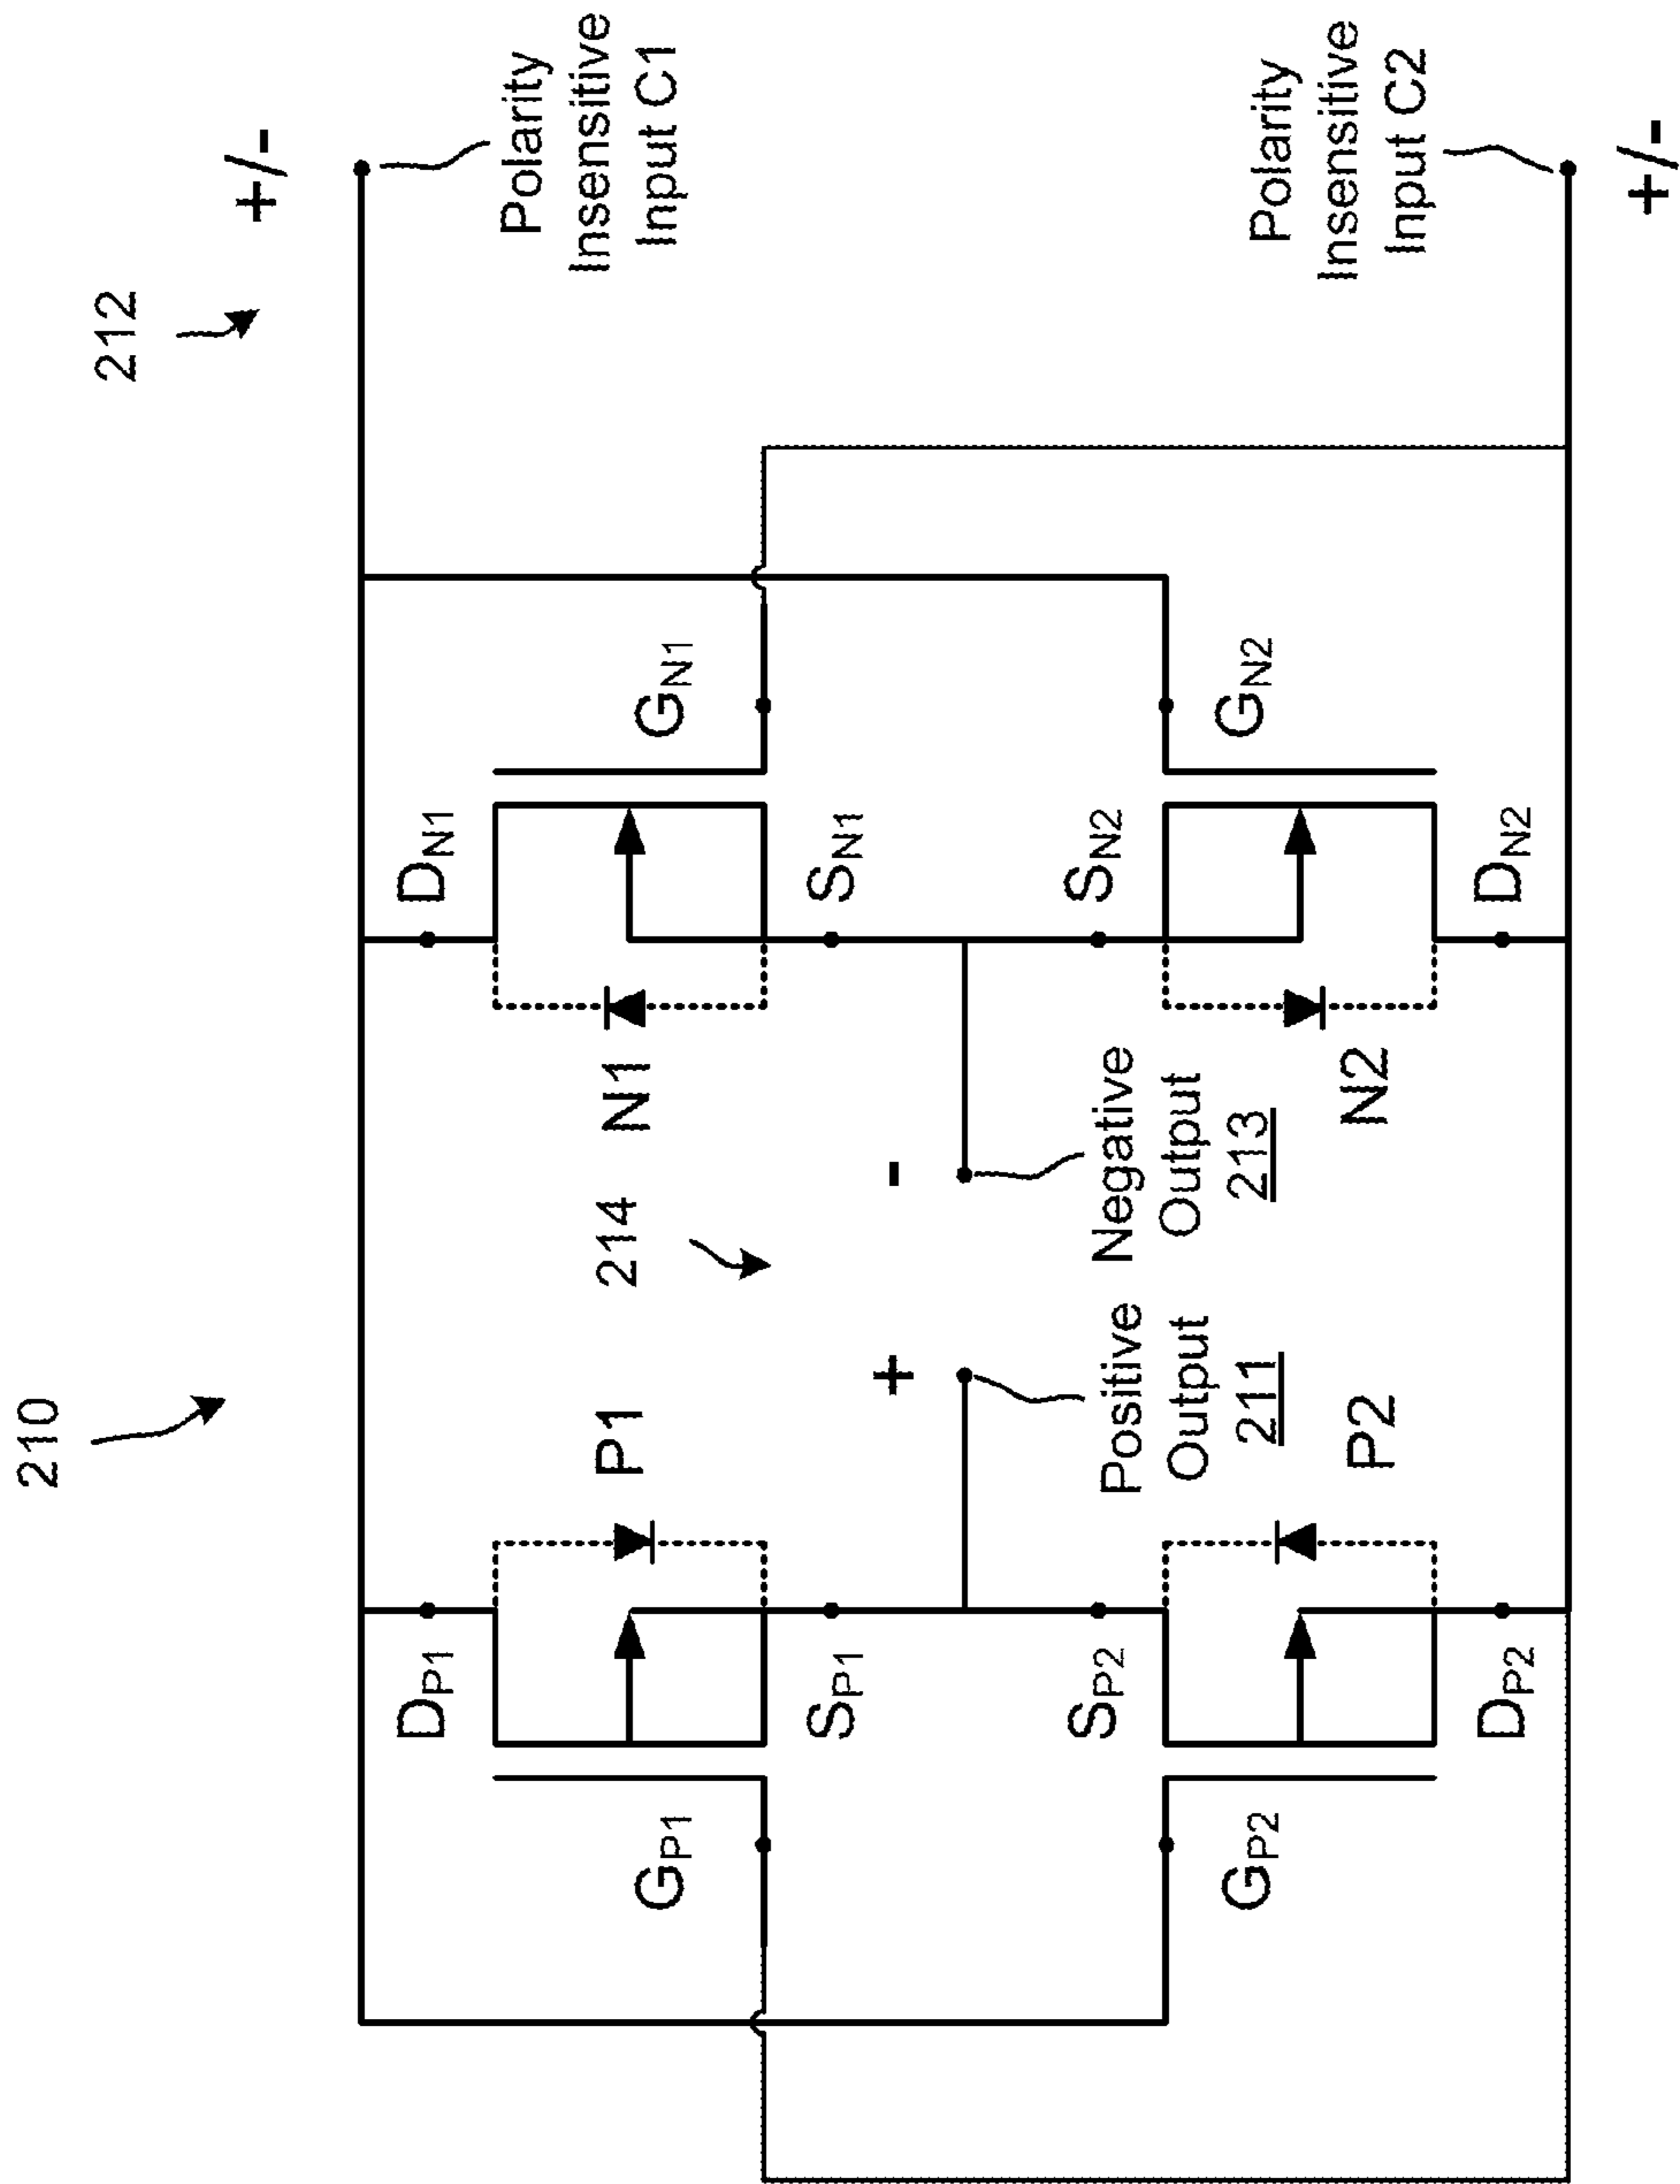 210
212
+/-
Polarity
Insensitive
Input C1
D_P1
D_N1
G_P1
P1
214
N1
G_N1
S_P1
S_N1
+
-
Positive
Output
211
Negative
Output
213
S_P2
S_N2
G_P2
P2
N2
G_N2
Polarity
Insensitive
Input C2
D_P2
D_N2
+/-